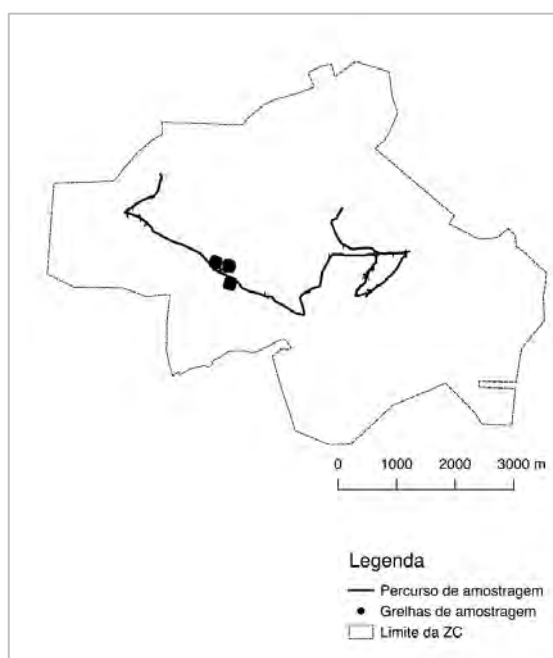 0 1000 2000 3000 m
Legenda
Percurso de amostragem
Grelhas de amostragem
Limite da ZC